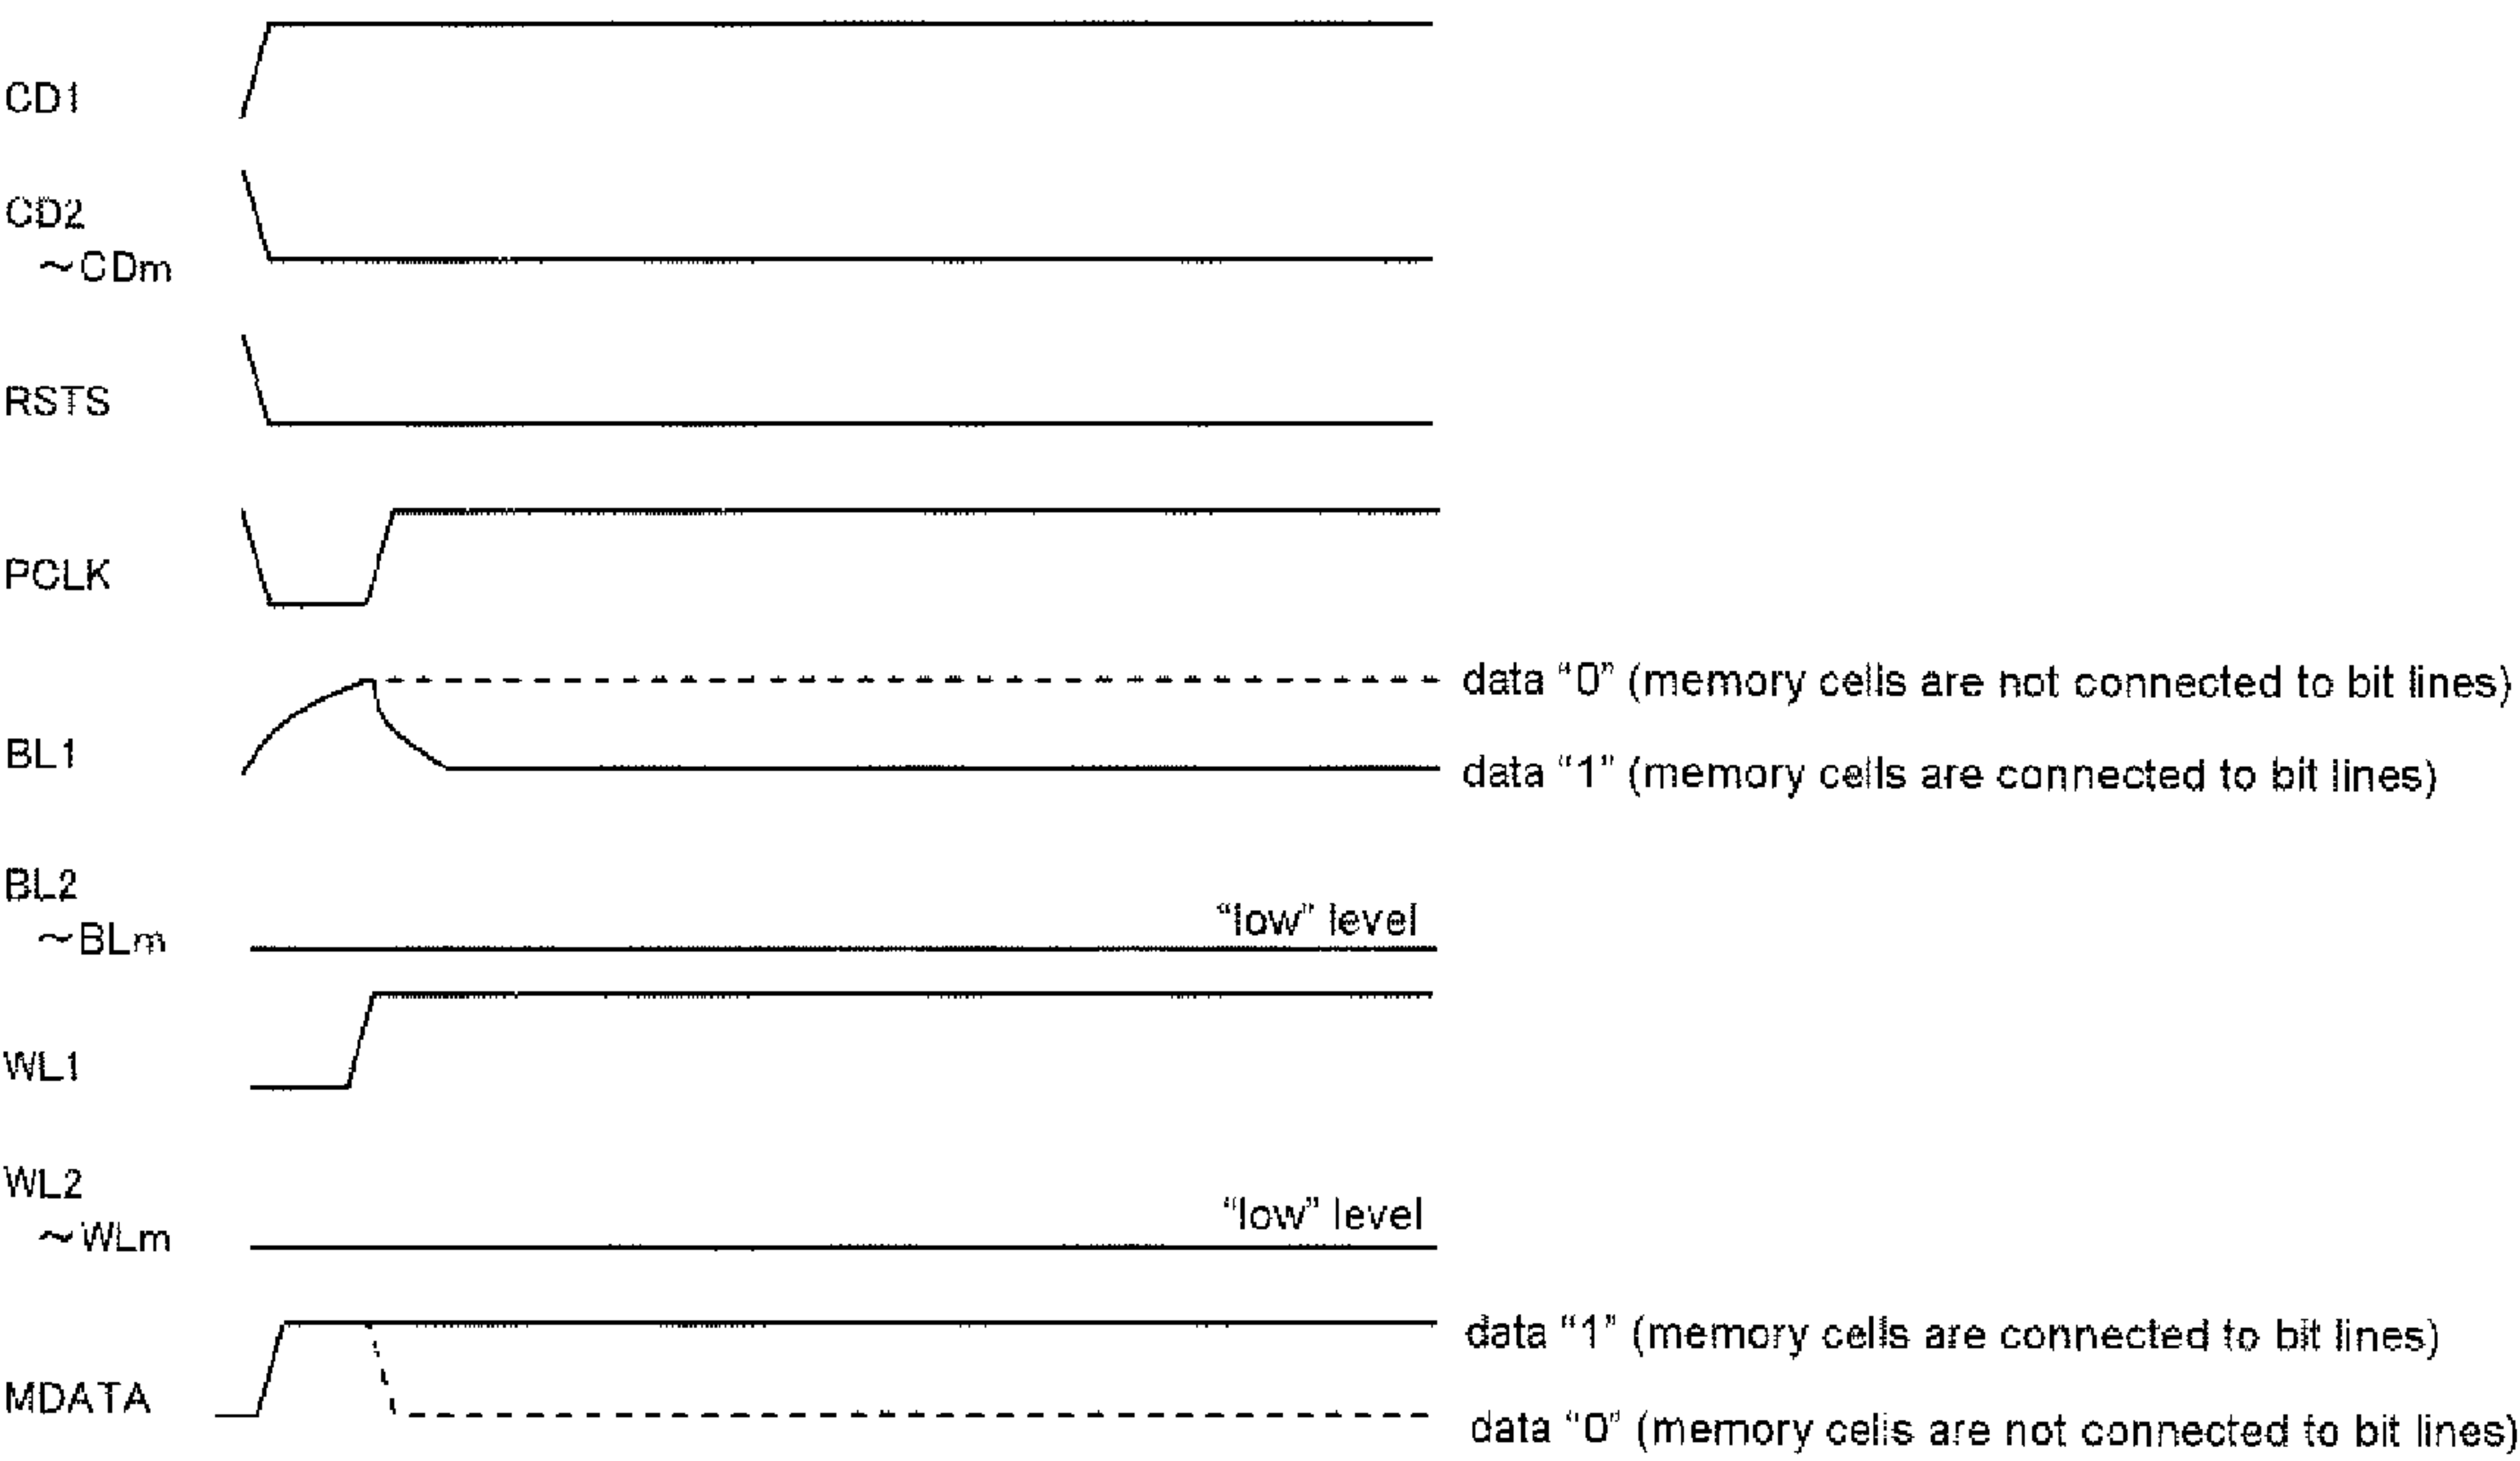 CD1
CD2
～CDm
RSTS
PCLK
data “0” (memory cells are not connected to bit lines)
BL1
data “1” (memory cells are connected to bit lines)
BL2
“low” level
～BLm
WL1
WL2
“low” level
～WLm
data “1” (memory cells are connected to bit lines)
MDATA
data “0” (memory cells are not connected to bit lines)